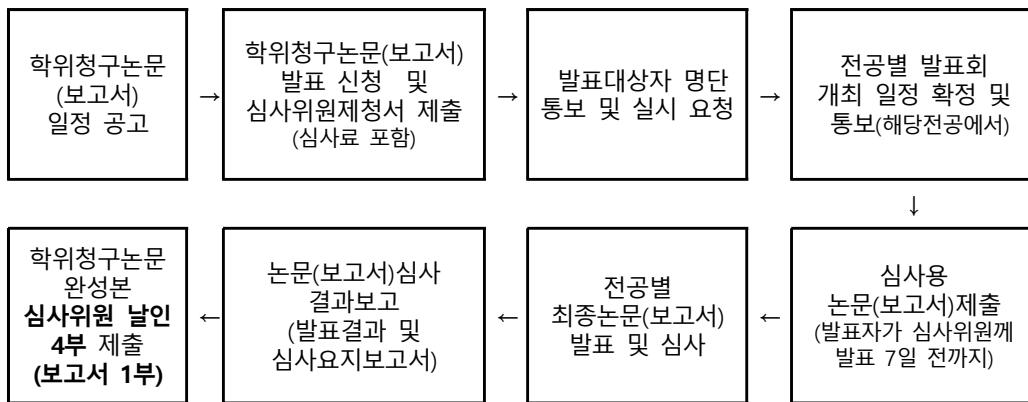 학위청구논문
(보고서)
일정 공고
→
학위청구논문(보고서)
발표 신청 및
심사위원제청서 제출
(심사료 포함)
→
발표대상자 명단
통보 및 실시 요청
→
전공별 발표회
개최 일정 확정 및
통보(해당전공에서)
↓
심사용
논문(보고서)제출
(발표자가 심사위원께
발표 7일 전까지)
←
전공별
최종논문(보고서)
발표 및 심사
←
논문(보고서)심사
결과보고
(발표결과 및
심사요지보고서)
←
학위청구논문
완성본
심사위원 날인
4부 제출
(보고서 1부)